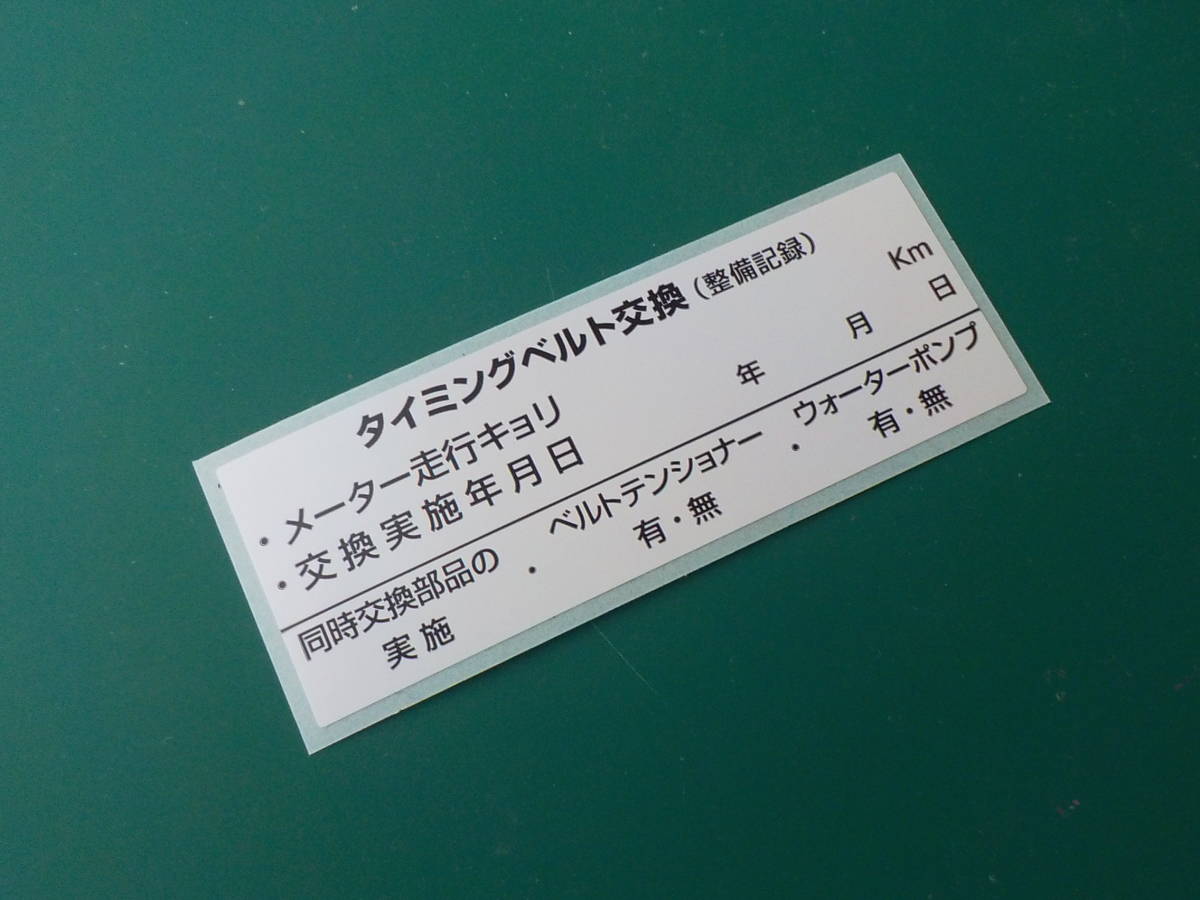 タイミングベルト交換（整備記録）
・メーター走行キョリ Km
・交換実施年月日 年 月 日
同時交換部品の ・ベルトテンショナー ・ウォーターポンプ
実施 有・無 有・無